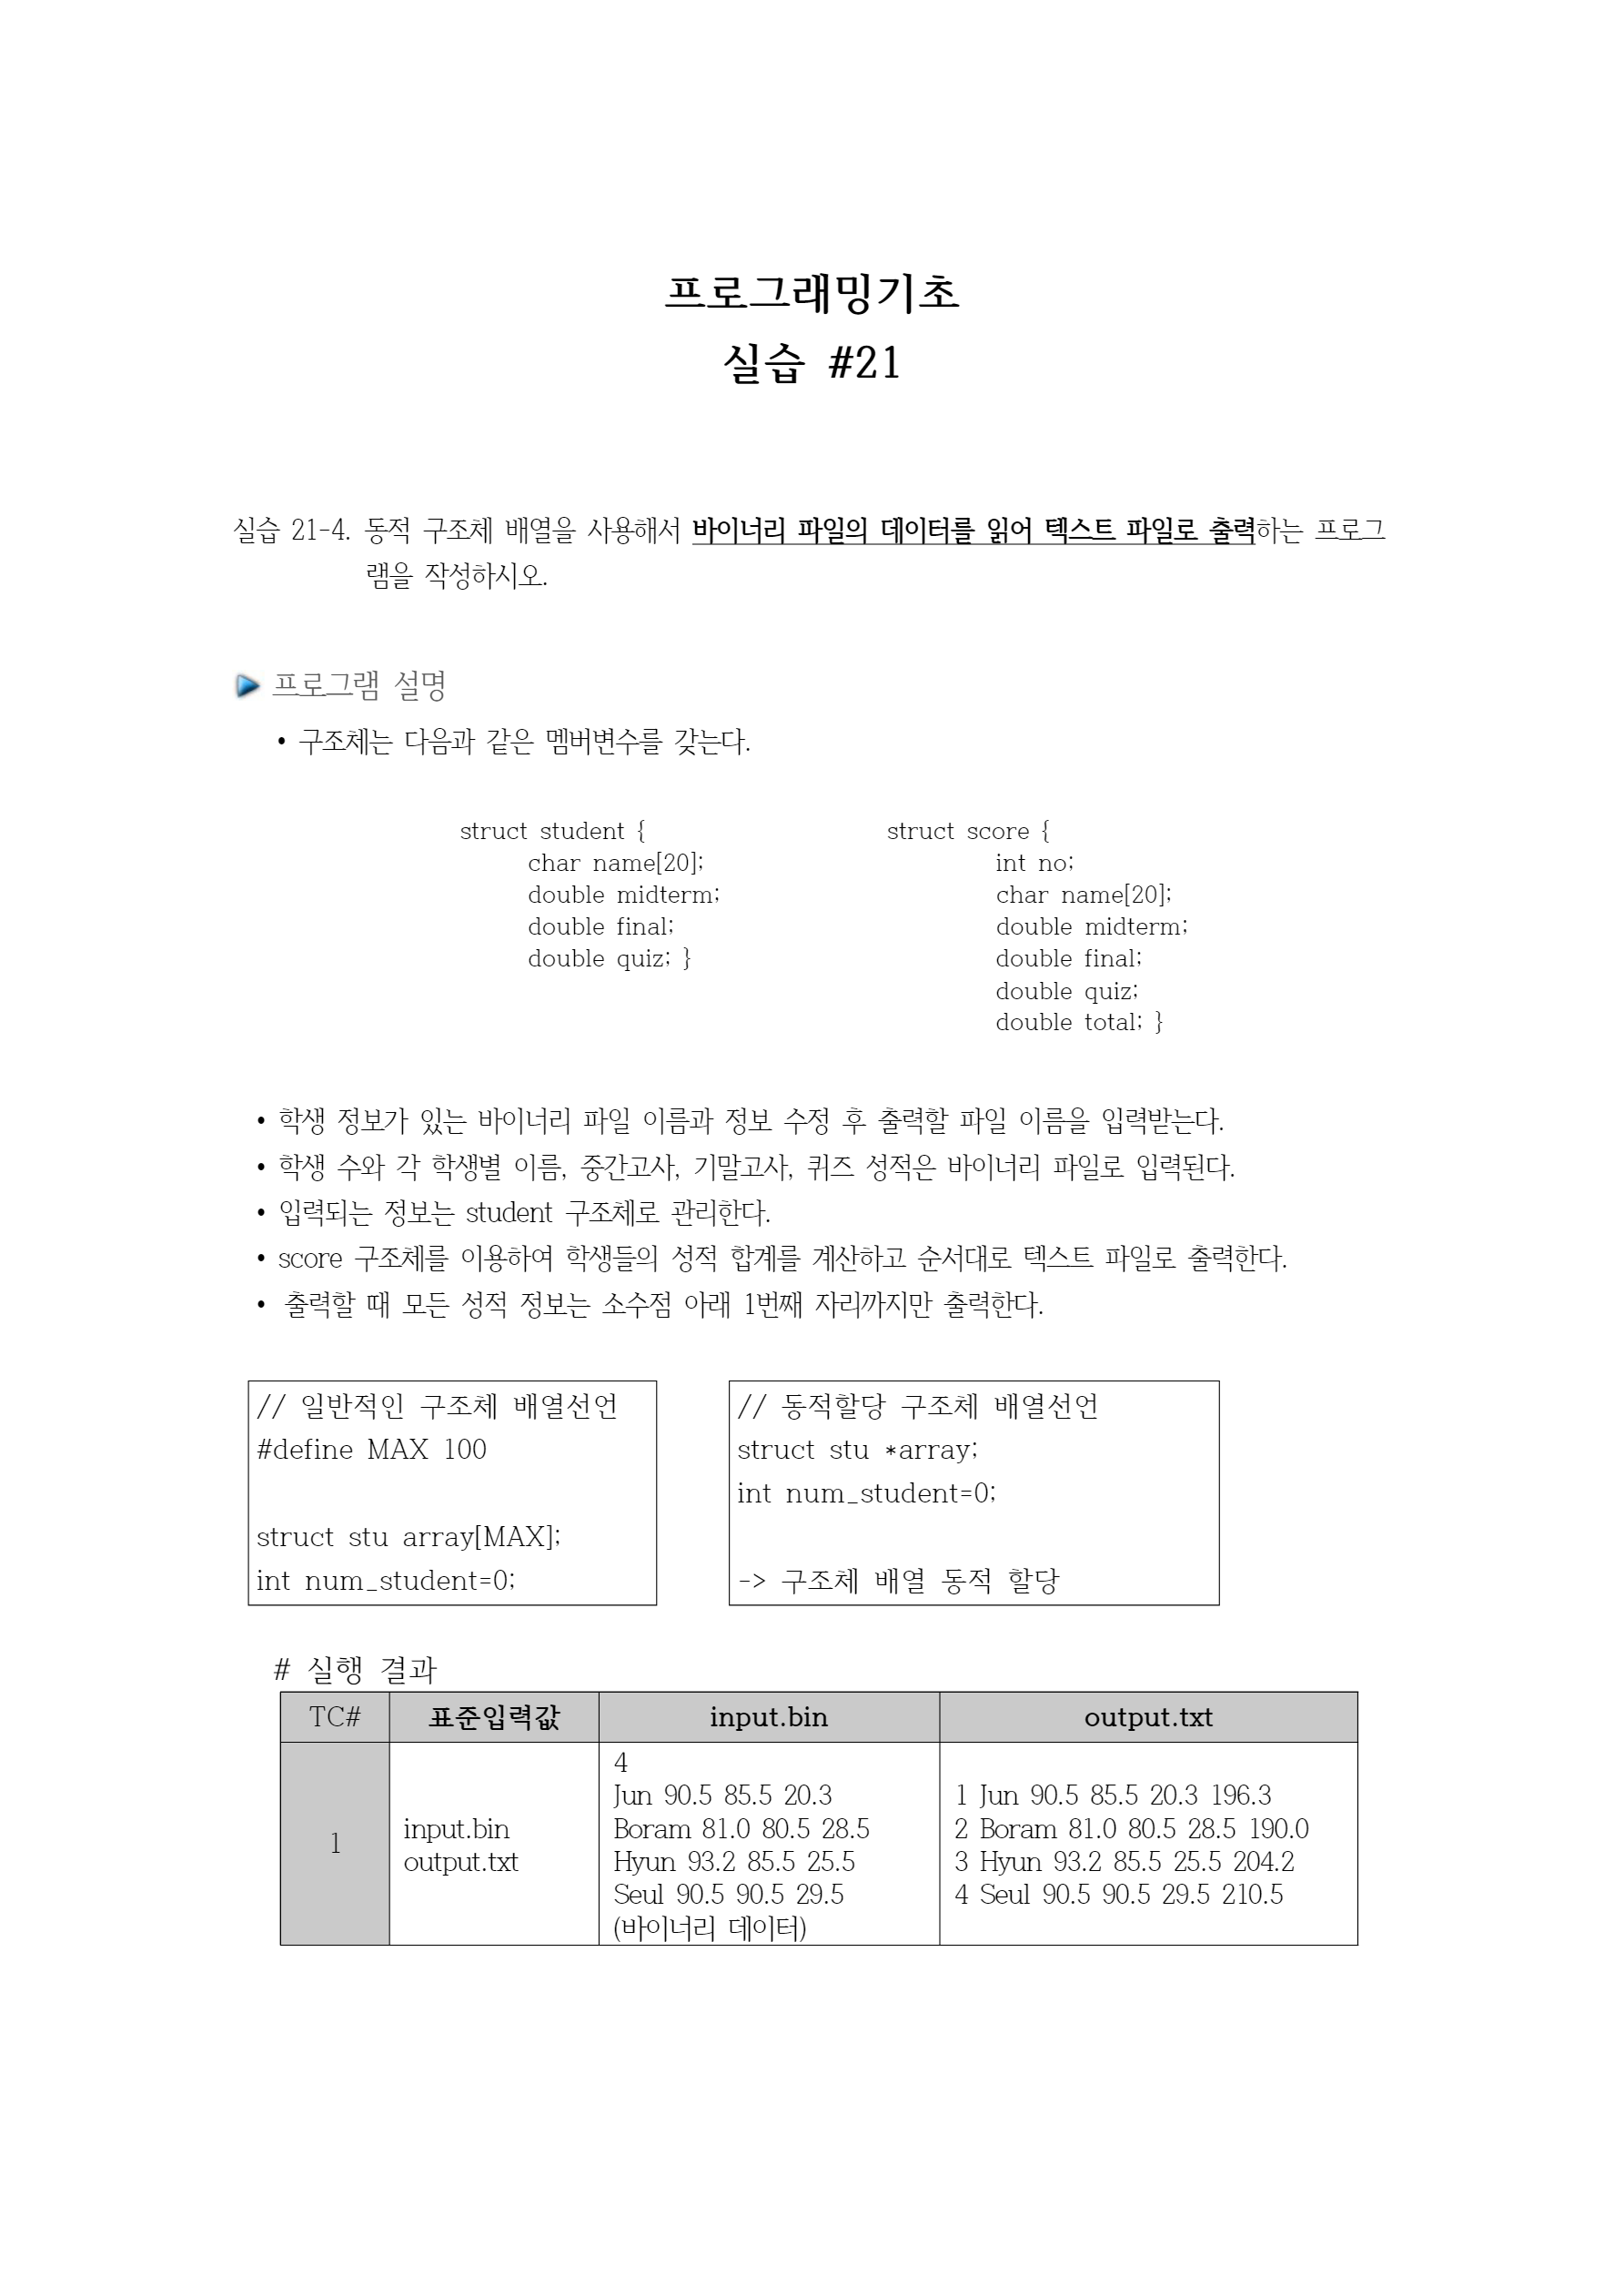 프로그래밍기초
실습 #21
실습 21-4. 동적 구조체 배열을 사용해서 바이너리 파일의 데이터를 읽어 텍스트 파일로 출력하는 프로그
램을 작성하시오.
프로그램 설명
• 구조체는 다음과 같은 멤버변수를 갖는다.
struct student {
char name[20];
double midterm;
double final;
double quiz; }
struct score {
int no;
char name[20];
double midterm;
double final;
double quiz;
double total; }
• 학생 정보가 있는 바이너리 파일 이름과 정보 수정 후 출력할 파일 이름을 입력받는다.
• 학생 수와 각 학생별 이름, 중간고사, 기말고사, 퀴즈 성적은 바이너리 파일로 입력된다.
• 입력되는 정보는 student 구조체로 관리한다.
• score 구조체를 이용하여 학생들의 성적 합계를 계산하고 순서대로 텍스트 파일로 출력한다.
• 출력할 때 모든 성적 정보는 소수점 아래 1번째 자리까지만 출력한다.
// 일반적인 구조체 배열선언
#define MAX 100
struct stu array[MAX];
int num_student=0;
// 동적할당 구조체 배열선언
struct stu *array;
int num_student=0;
-> 구조체 배열 동적 할당
# 실행 결과
TC# 표준입력값 input.bin output.txt
1
input.bin
output.txt
4
Jun 90.5 85.5 20.3
Boram 81.0 80.5 28.5
Hyun 93.2 85.5 25.5
Seul 90.5 90.5 29.5
(바이너리 데이터)
1 Jun 90.5 85.5 20.3 196.3
2 Boram 81.0 80.5 28.5 190.0
3 Hyun 93.2 85.5 25.5 204.2
4 Seul 90.5 90.5 29.5 210.5